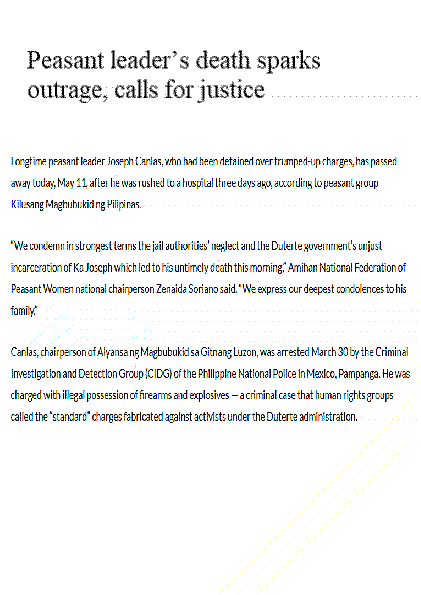 Peasant leader's death sparks
outrage, calls for justice
Longtime peasant leader Joseph Canlas, who had been detained over trumped-up charges, has passed
away today, May 11, after he was rushed to a hospital three days ago, according to peasant group
Kilusang Magbubukid ng Pilipinas.
"We condemn in strongest terms the jail authorities' neglect and the Duterte government's unjust
incarceration of Ka Joseph which led to his untimely death this morning," Amihan National Federation of
Peasant Women national chairperson Zenaida Soriano said. "We express our deepest condolences to his
family."
Canlas, chairperson of Alyansa ng Magbubukid sa Gitnang Luzon, was arrested March 30 by the Criminal
Investigation and Detection Group (CIDG) of the Philippine National Police in Mexico, Pampanga. He was
charged with illegal possession of firearms and explosives — a criminal case that human rights groups
called the "standard" charges fabricated against activists under the Duterte administration.